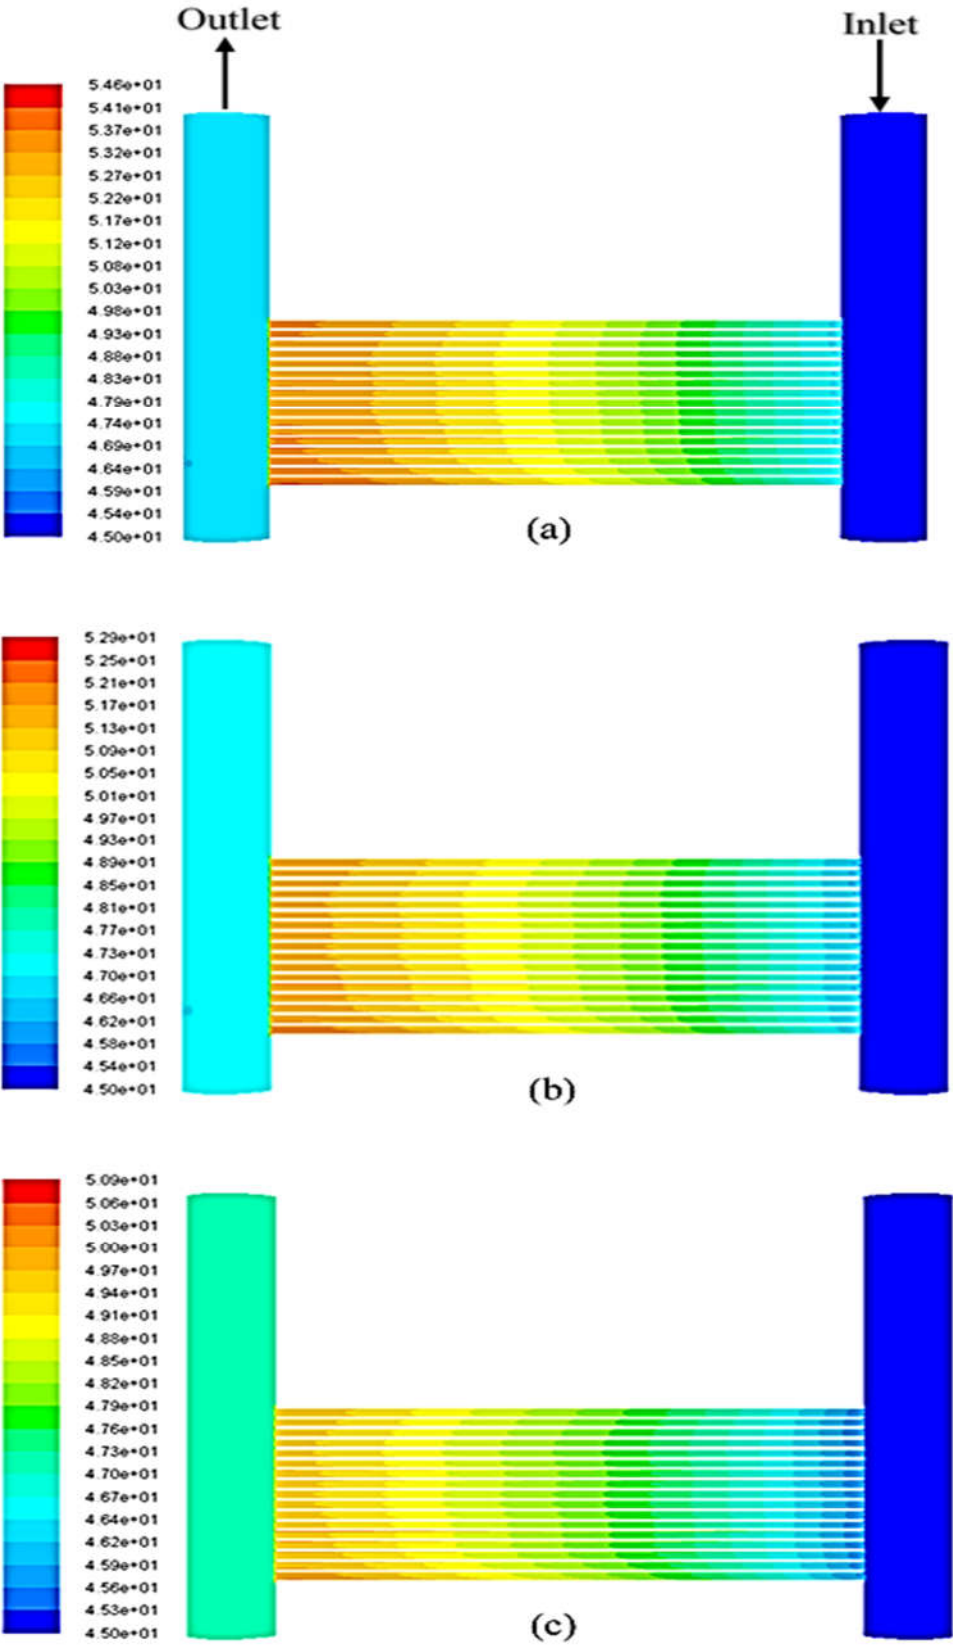 Outlet
Inlet
5.46e+01
5.41e+01
5.37e+01
5.32e+01
5.27e+01
5.22e+01
5.17e+01
5.12e+01
5.08e+01
5.03e+01
4.98e+01
4.93e+01
4.88e+01
4.83e+01
4.79e+01
4.74e+01
4.69e+01
4.64e+01
4.59e+01
4.54e+01
4.50e+01
(a)
5.29e+01
5.25e+01
5.21e+01
5.17e+01
5.13e+01
5.09e+01
5.05e+01
5.01e+01
4.97e+01
4.93e+01
4.89e+01
4.85e+01
4.81e+01
4.77e+01
4.73e+01
4.70e+01
4.66e+01
4.62e+01
4.58e+01
4.54e+01
4.50e+01
(b)
5.09e+01
5.06e+01
5.03e+01
5.00e+01
4.97e+01
4.94e+01
4.91e+01
4.88e+01
4.85e+01
4.82e+01
4.79e+01
4.76e+01
4.73e+01
4.70e+01
4.67e+01
4.64e+01
4.62e+01
4.59e+01
4.56e+01
4.53e+01
4.50e+01
(c)